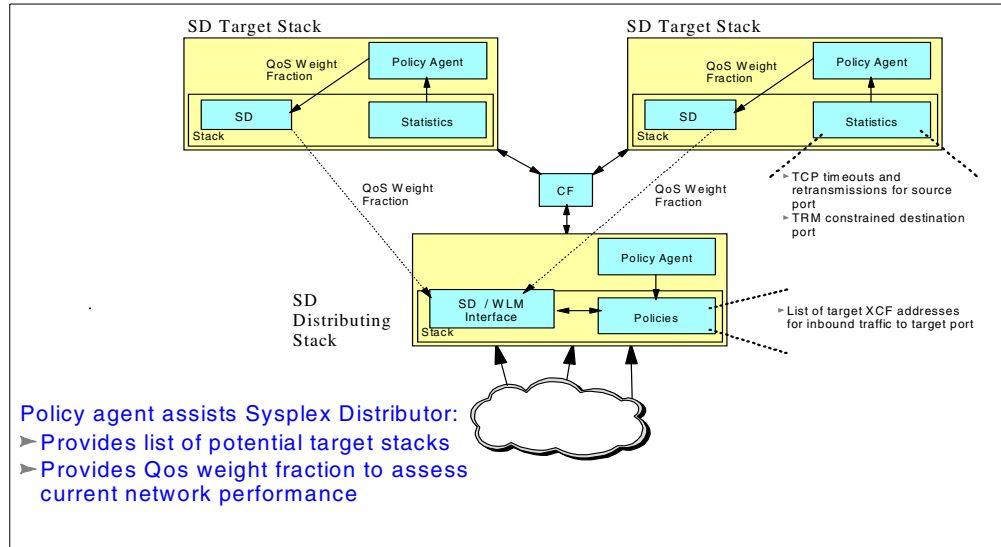 SD Target Stack
SD Target Stack
QoS Weight
Fraction
Policy Agent
SD
Statistics
Stack
QoS Weight
Fraction
Policy Agent
SD
Statistics
Stack
CF
QoS Weight
Fraction
QoS Weight
Fraction
➤ TCP timeouts and
retransmissions for source
port
➤ TRM constrained destination
port
Policy Agent
SD / WLM
Interface
Policies
Stack
SD
Distributing
Stack
➤ List of target XCF addresses
for inbound traffic to target port
Policy agent assists Sysplex Distributor:
➤ Provides list of potential target stacks
➤ Provides Qos weight fraction to assess
current network performance